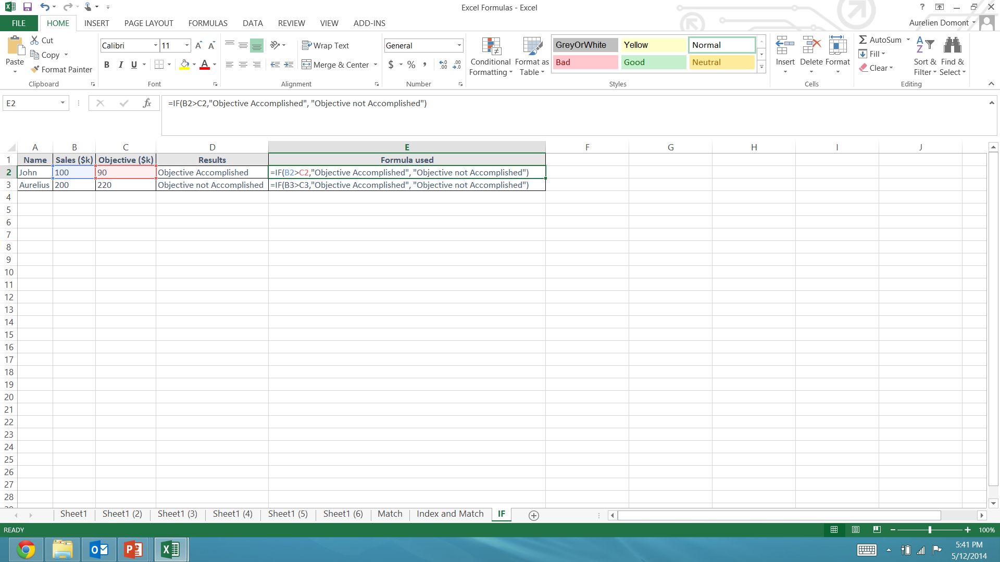 Excel Formulas - Excel
?
FILE HOME INSERT PAGE LAYOUT FORMULAS DATA REVIEW VIEW ADD-INS Aurelien Domont
Cut Calibri 11 A A Wrap Text General GreyOrWhite Yellow Normal AutoSum
Paste Copy Conditional Formatting Format as Table Bad Good Neutral Insert Delete Format Fill Sort & Filter Find & Select
Format Painter B I U A Merge & Center $ % , Clear
Clipboard Font Alignment Number Styles Cells Editing
E2 fx =IF(B2>C2,"Objective Accomplished", "Objective not Accomplished")
A B C D E F G H I J
1 Name Sales ($k) Objective ($k) Results Formula used
2 John 100 90 Objective Accomplished =IF(B2>C2,"Objective Accomplished", "Objective not Accomplished")
3 Aurelius 200 220 Objective not Accomplished =IF(B3>C3,"Objective Accomplished", "Objective not Accomplished")
4
5
6
7
8
9
10
11
12
13
14
15
16
17
18
19
20
21
22
23
24
25
26
27
28
Sheet1 Sheet1 (2) Sheet1 (3) Sheet1 (4) Sheet1 (5) Sheet1 (6) Match Index and Match IF
READY 100%
5:41 PM
5/12/2014